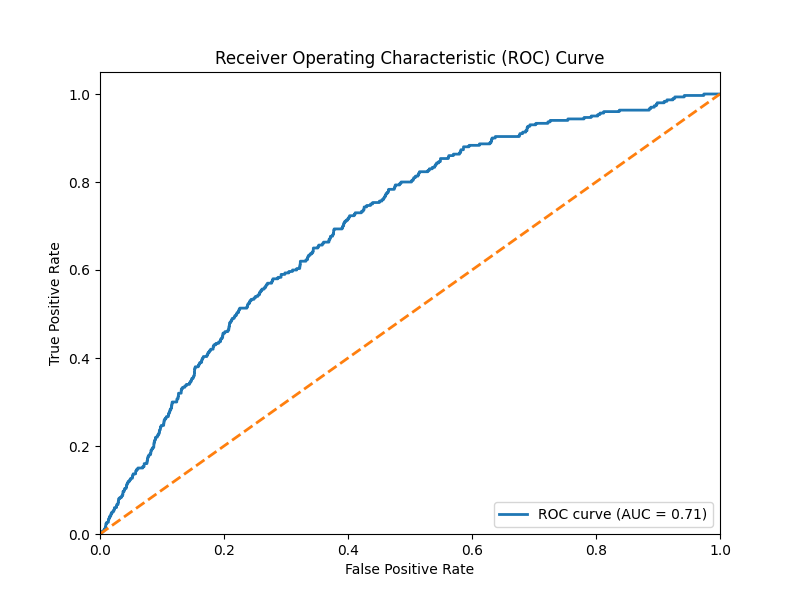 Receiver Operating Characteristic (ROC) Curve
True Positive Rate
1.0
0.8
0.6
0.4
0.2
0.0
ROC curve (AUC = 0.71)
0.0 0.2 0.4 0.6 0.8 1.0
False Positive Rate